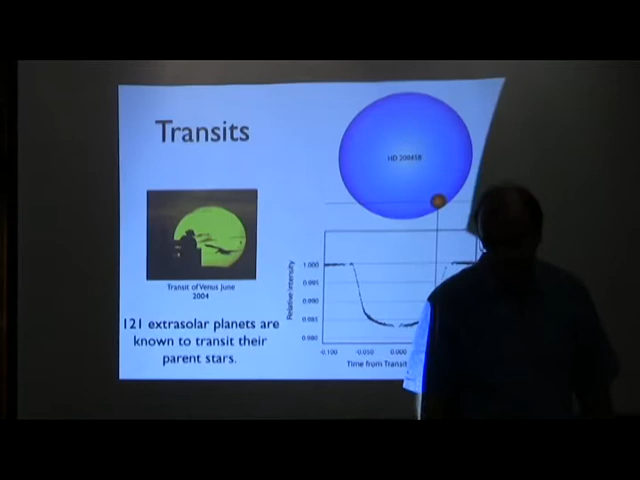 Transits
HD 209458
Transit of Venus June
2004
121 extrasolar planets are
known to transit their
parent stars.
Relative Intensity
1.000
0.995
0.990
0.985
0.980
-0.100 -0.050 0.000
Time from Transit